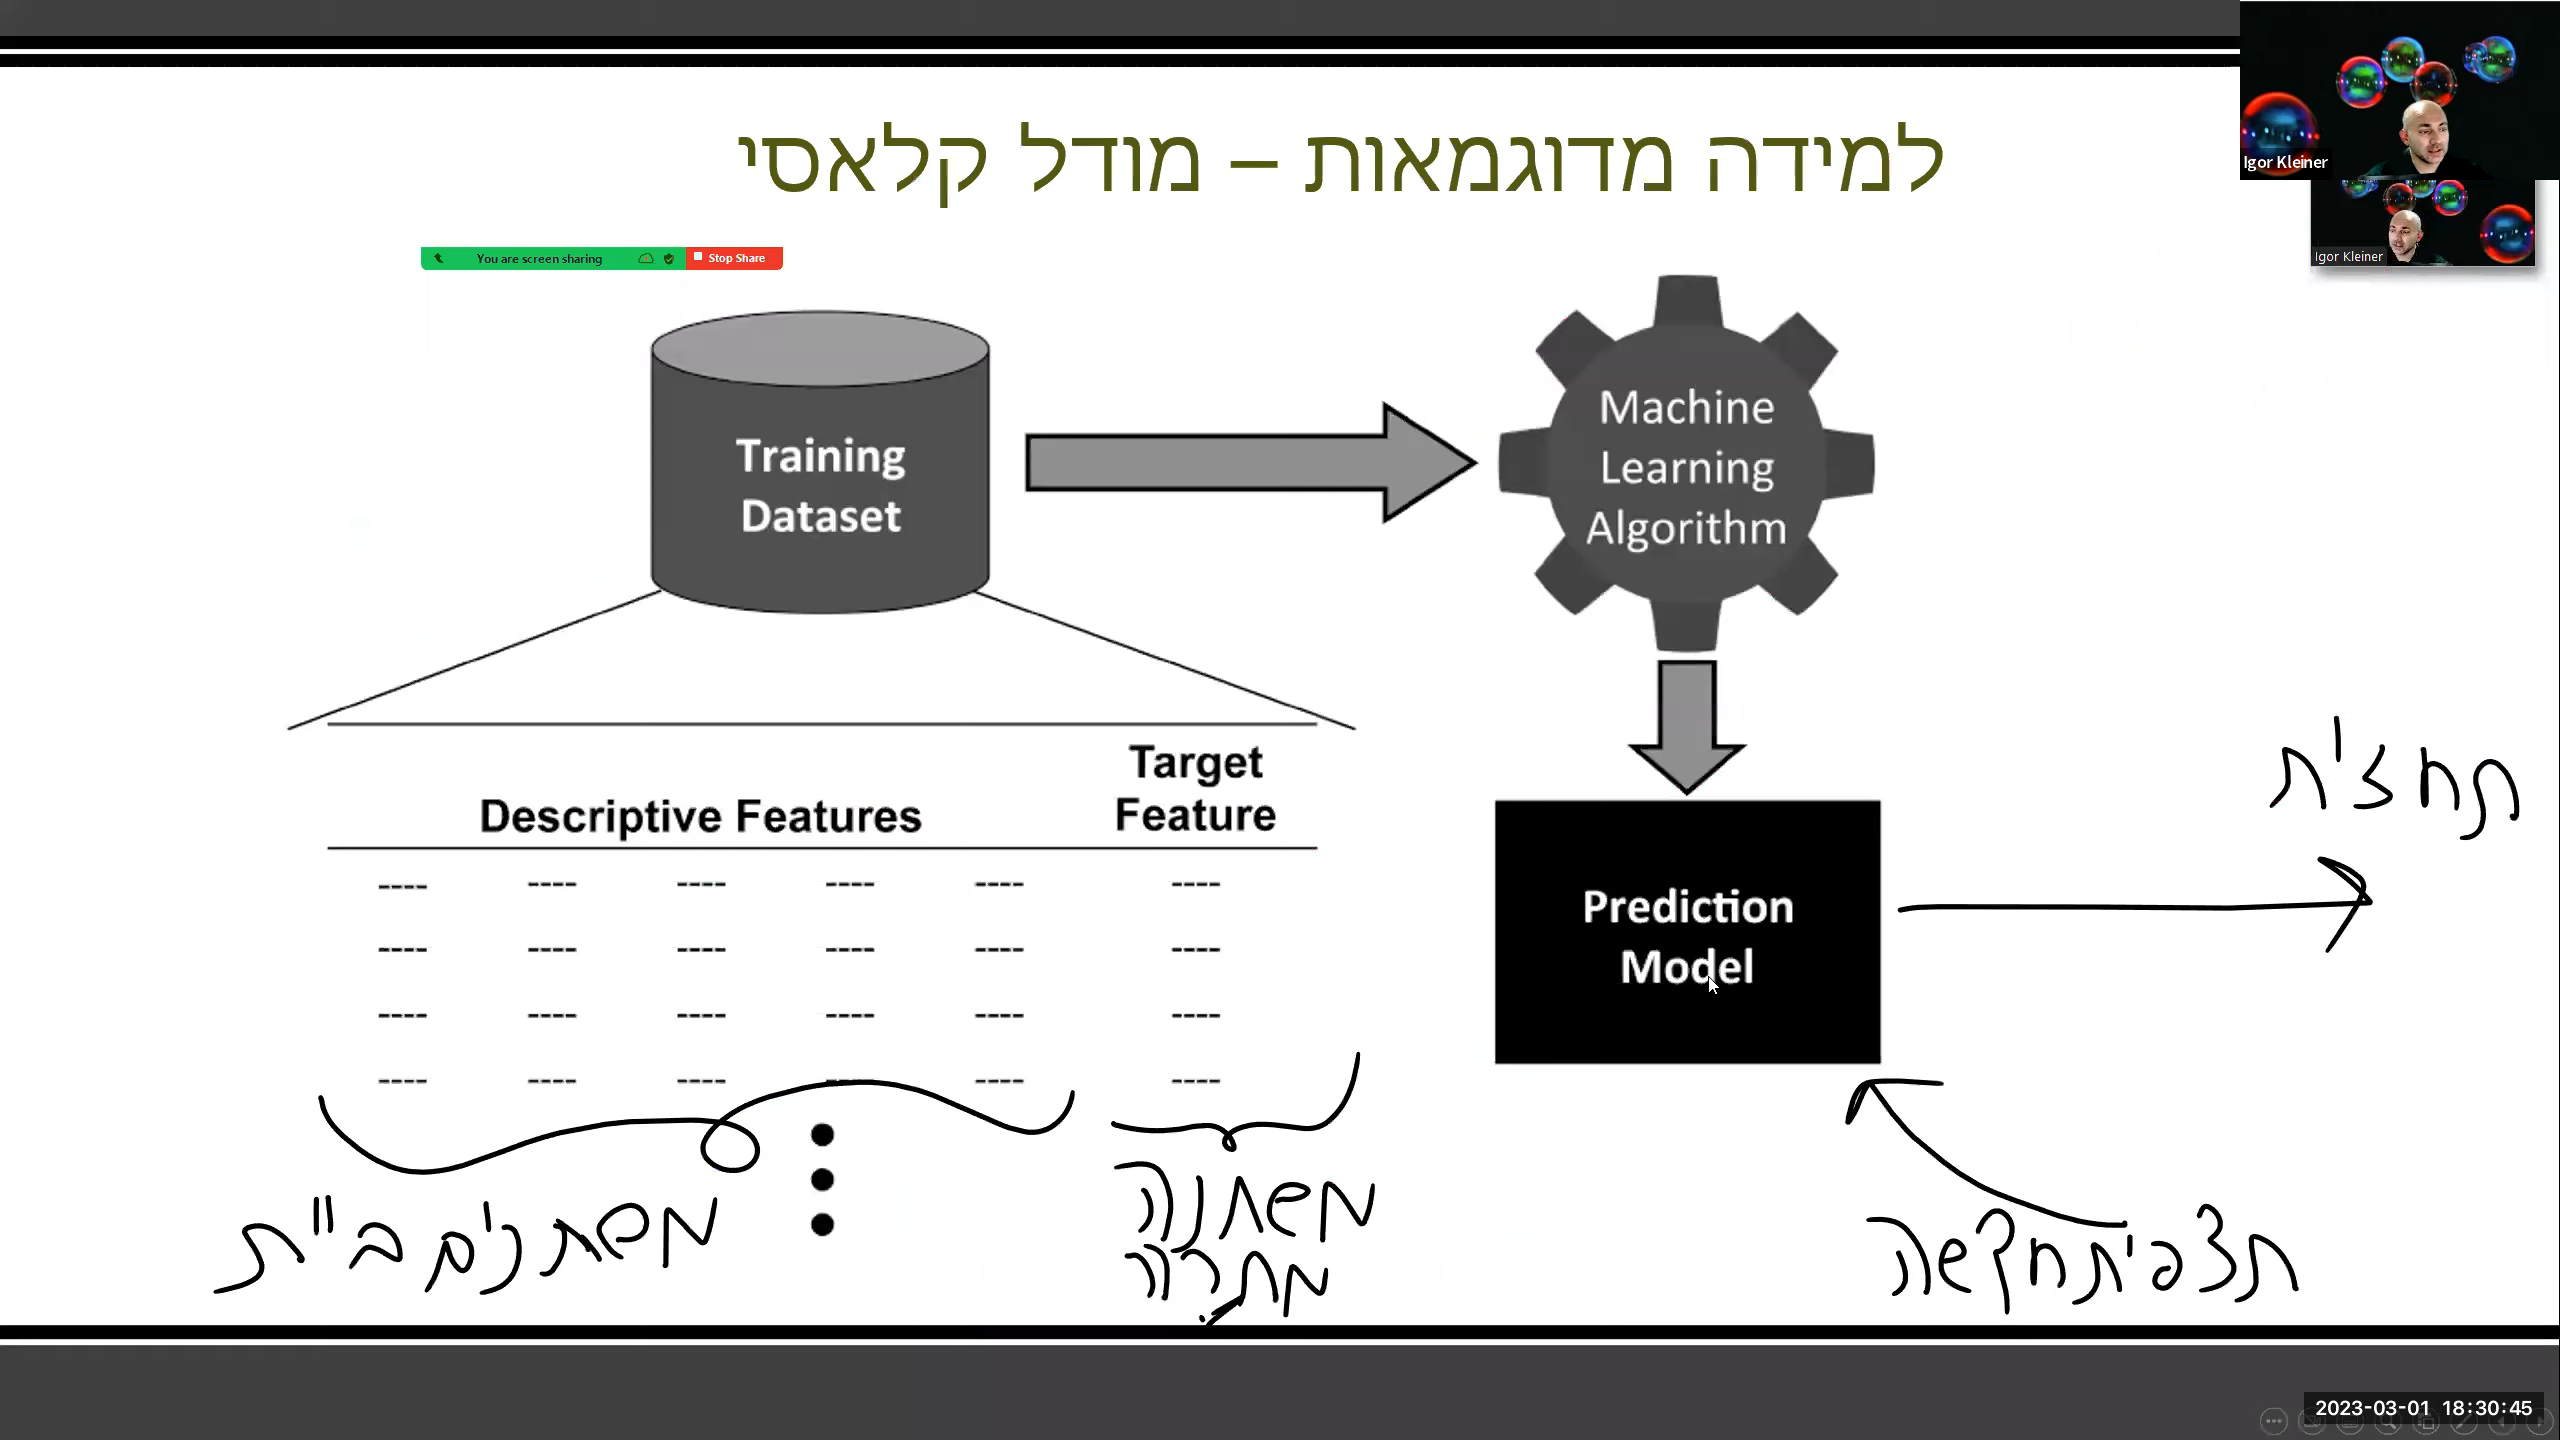 למידה מדוגמאות – מודל קלאסי
Igor Kleiner
Igor Kleiner
You are screen sharing
Stop Share
Training
Dataset
Machine
Learning
Algorithm
Descriptive Features
Target
Feature
---- ---- ---- ---- ---- ----
---- ---- ---- ---- ---- ----
---- ---- ---- ---- ---- ----
---- ---- ---- ---- ---- ----
Prediction
Model
תחזית
משתנים ב"ת
משתנה
מטרה
תצפית חדשה
2023-03-01 18:30:45